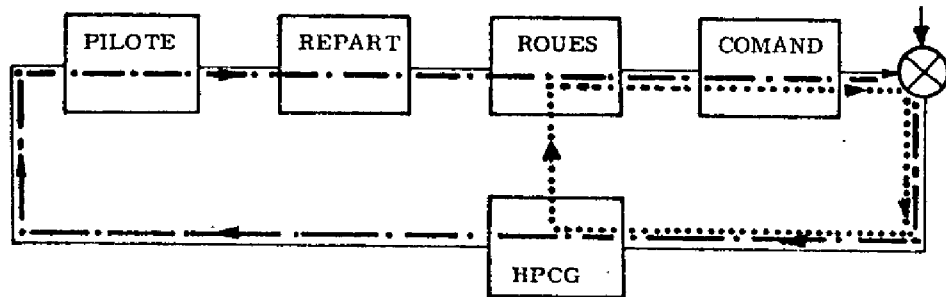 PILOTE
REPART
ROUES
COMAND
HPCG